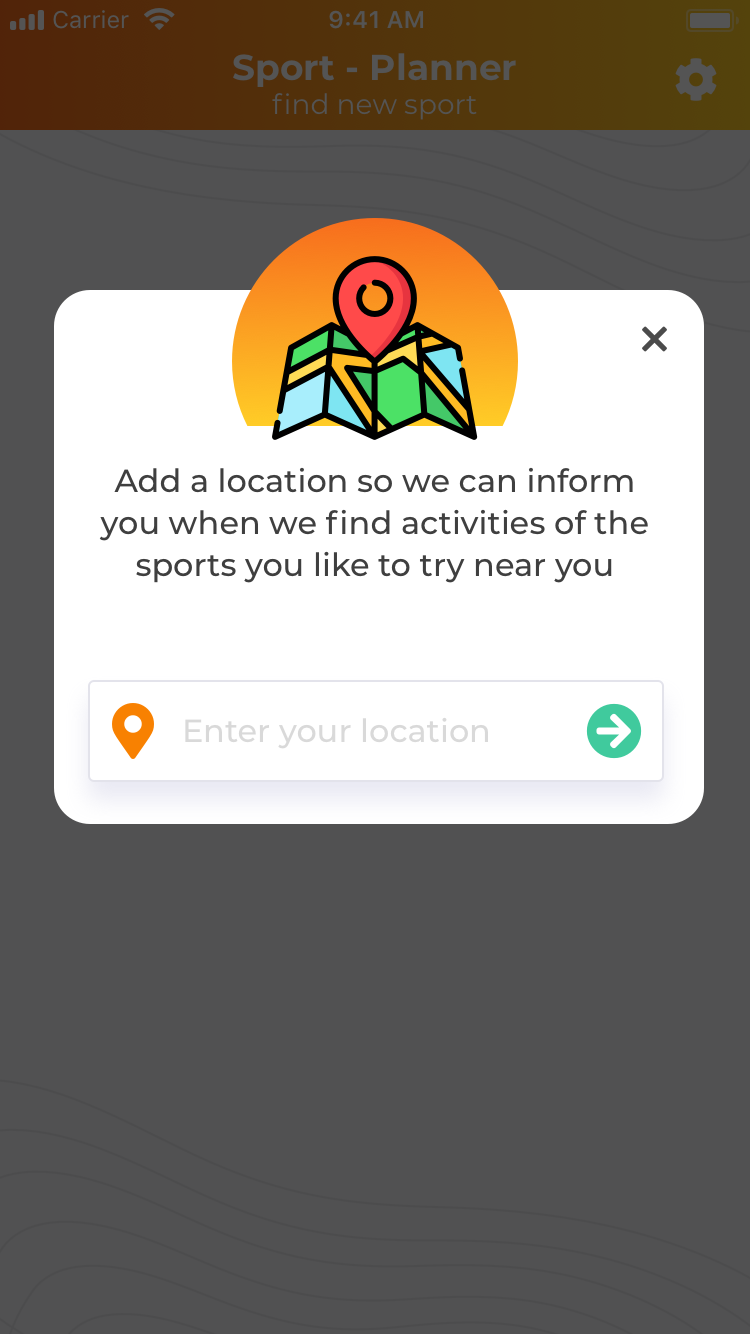 Carrier 9:41 AM
Sport - Planner
find new sport
Add a location so we can inform
you when we find activities of the
sports you like to try near you
Enter your location